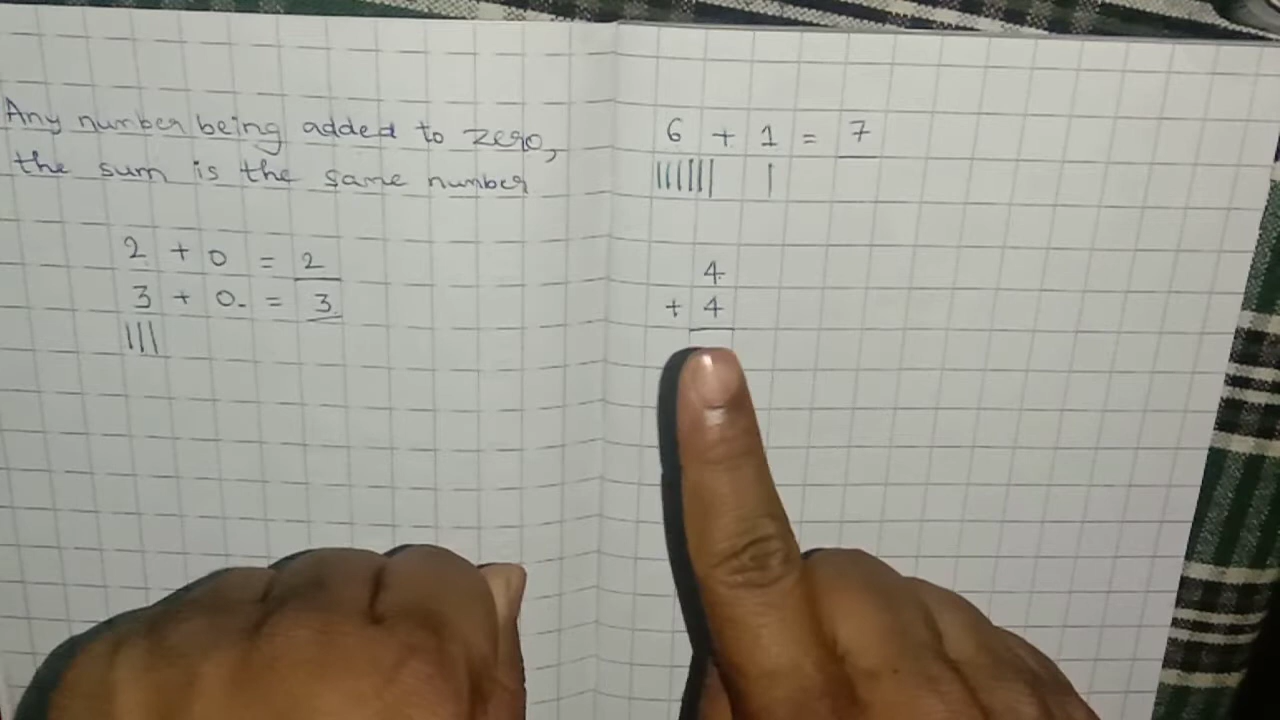 Any number being added to zero,
the sum is the same number
2 + 0 = 2
3 + 0 = 3
|||
6 + 1 = 7
|||||| |
4
+ 4